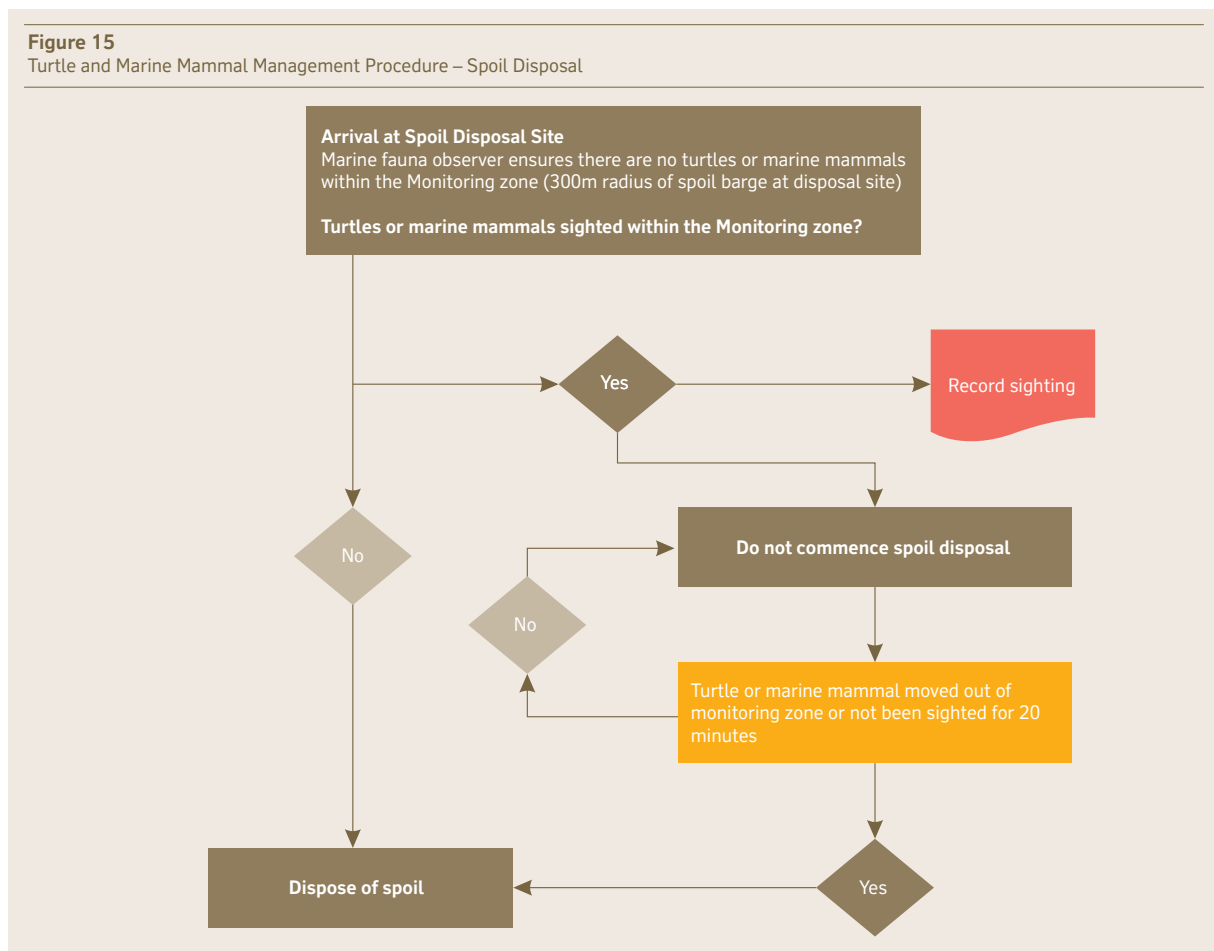 Figure 15
Turtle and Marine Mammal Management Procedure – Spoil Disposal
Arrival at Spoil Disposal Site
Marine fauna observer ensures there are no turtles or marine mammals
within the Monitoring zone (300m radius of spoil barge at disposal site)
Turtles or marine mammals sighted within the Monitoring zone?
Yes
Record sighting
No
Do not commence spoil disposal
No
Turtle or marine mammal moved out of
monitoring zone or not been sighted for 20
minutes
Dispose of spoil
Yes